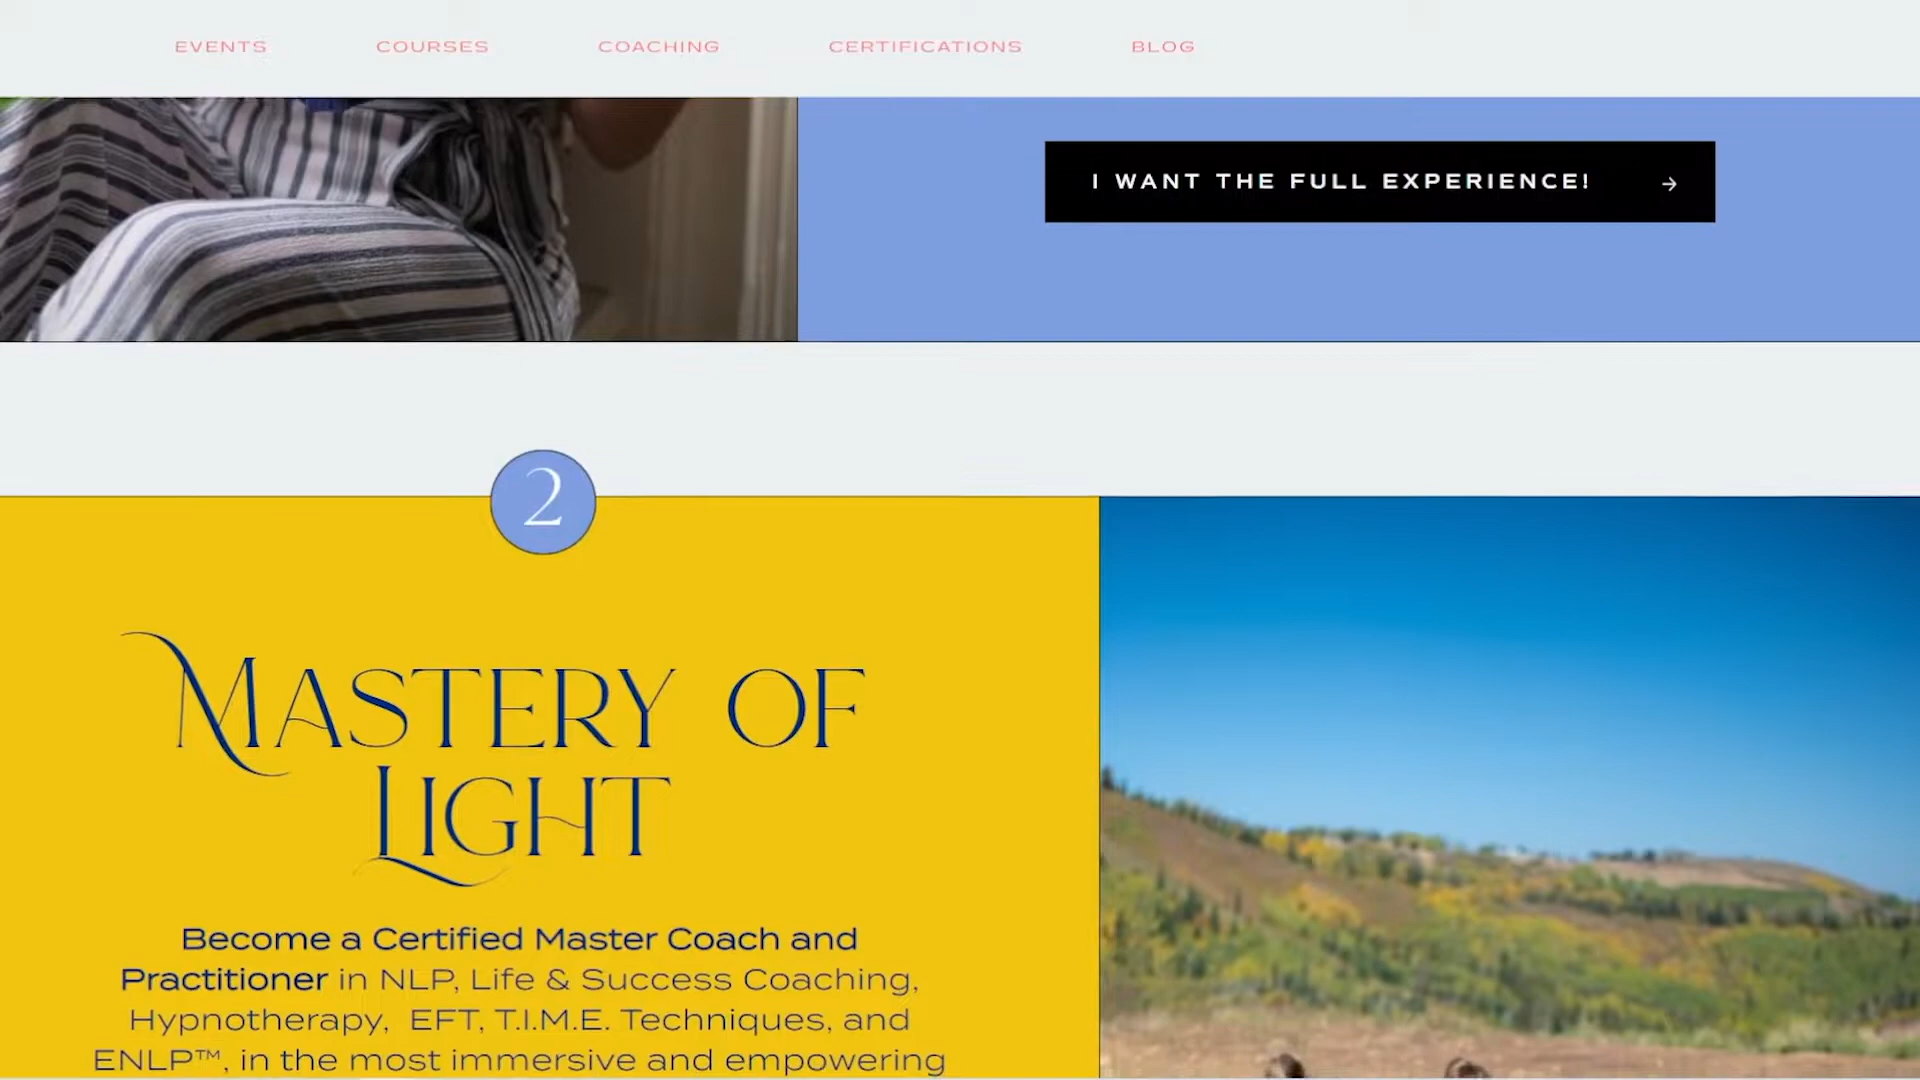 EVENTS COURSES COACHING CERTIFICATIONS BLOG
I WANT THE FULL EXPERIENCE! →
2
MASTERY OF
LIGHT
Become a Certified Master Coach and
Practitioner in NLP, Life & Success Coaching,
Hypnotherapy, EFT, T.I.M.E. Techniques, and
ENLP™, in the most immersive and empowering